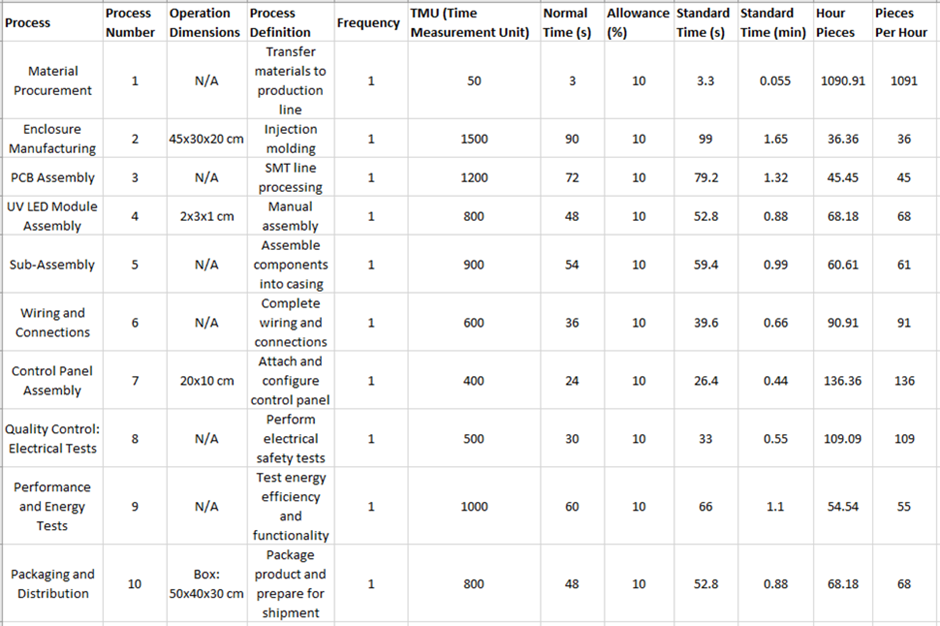 Process | Process Number | Operation Dimensions | Process Definition | Frequency | TMU (Time Measurement Unit) | Normal Time (s) | Allowance (%) | Standard Time (s) | Standard Time (min) | Hour Pieces | Pieces Per Hour
Material Procurement | 1 | N/A | Transfer materials to production line | 1 | 50 | 3 | 10 | 3.3 | 0.055 | 1090.91 | 1091
Enclosure Manufacturing | 2 | 45x30x20 cm | Injection molding | 1 | 1500 | 90 | 10 | 99 | 1.65 | 36.36 | 36
PCB Assembly | 3 | N/A | SMT line processing | 1 | 1200 | 72 | 10 | 79.2 | 1.32 | 45.45 | 45
UV LED Module Assembly | 4 | 2x3x1 cm | Manual assembly | 1 | 800 | 48 | 10 | 52.8 | 0.88 | 68.18 | 68
Sub-Assembly | 5 | N/A | Assemble components into casing | 1 | 900 | 54 | 10 | 59.4 | 0.99 | 60.61 | 61
Wiring and Connections | 6 | N/A | Complete wiring and connections | 1 | 600 | 36 | 10 | 39.6 | 0.66 | 90.91 | 91
Control Panel Assembly | 7 | 20x10 cm | Attach and configure control panel | 1 | 400 | 24 | 10 | 26.4 | 0.44 | 136.36 | 136
Quality Control: Electrical Tests | 8 | N/A | Perform electrical safety tests | 1 | 500 | 30 | 10 | 33 | 0.55 | 109.09 | 109
Performance and Energy Tests | 9 | N/A | Test energy efficiency and functionality | 1 | 1000 | 60 | 10 | 66 | 1.1 | 54.54 | 55
Packaging and Distribution | 10 | Box: 50x40x30 cm | Package product and prepare for shipment | 1 | 800 | 48 | 10 | 52.8 | 0.88 | 68.18 | 68